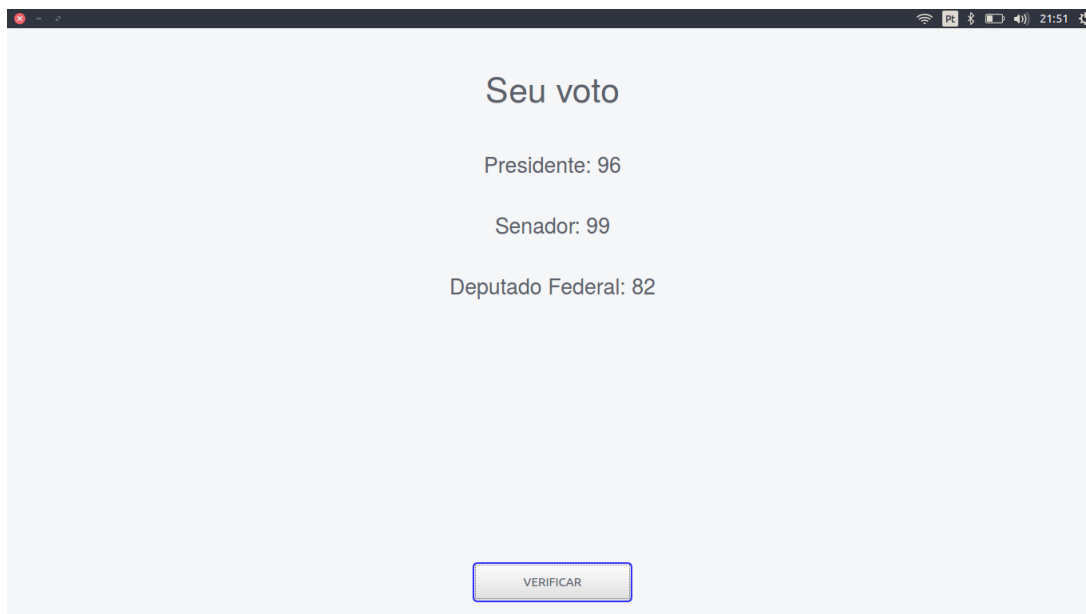 Pt 21:51
Seu voto
Presidente: 96
Senador: 99
Deputado Federal: 82
VERIFICAR